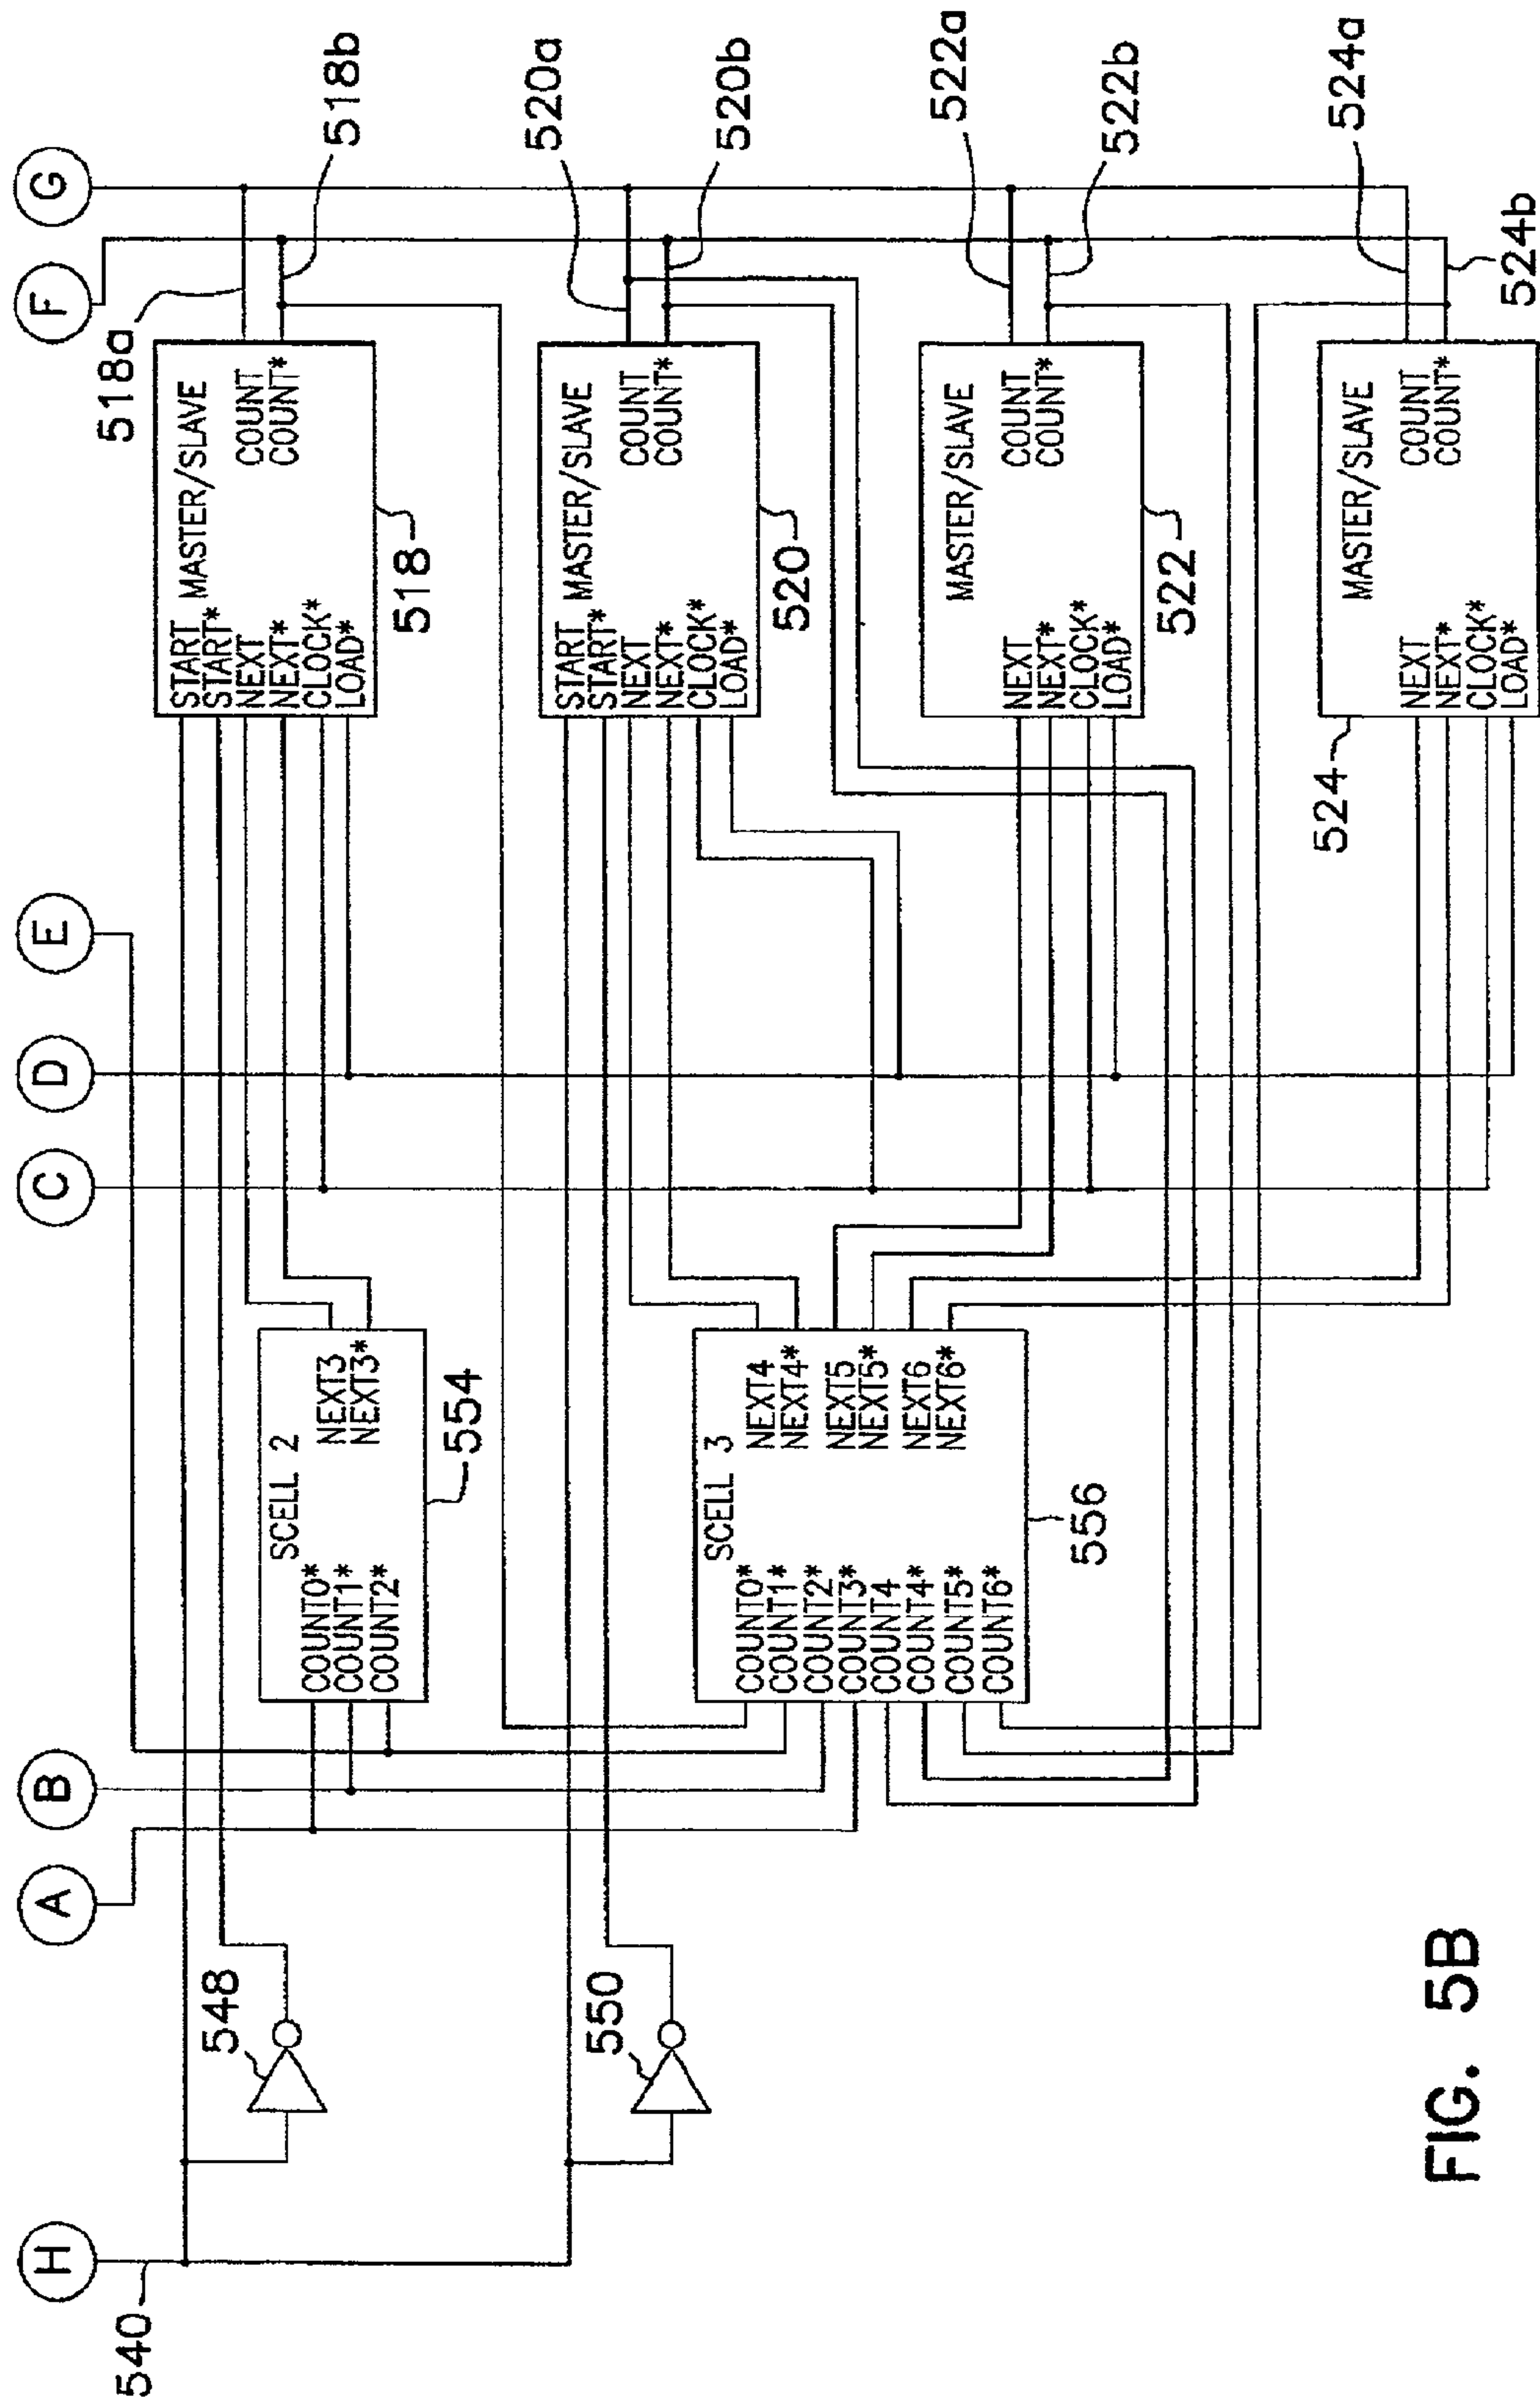 H
A
B
C
D
E
F
G
540
548
550
SCELL 2
COUNT0*
COUNT1*
COUNT2*
NEXT3
NEXT3*
554
SCELL 3
COUNT0*
COUNT1*
COUNT2*
COUNT3*
COUNT4
COUNT4*
COUNT5*
COUNT6*
NEXT4
NEXT4*
NEXT5
NEXT5*
NEXT6
NEXT6*
556
START
START*
NEXT
NEXT*
CLOCK*
LOAD*
MASTER/SLAVE
COUNT
COUNT*
518
518a
518b
START
START*
NEXT
NEXT*
CLOCK*
LOAD*
MASTER/SLAVE
COUNT
COUNT*
520
520a
520b
NEXT
NEXT*
CLOCK*
LOAD*
MASTER/SLAVE
COUNT
COUNT*
522
522a
522b
NEXT
NEXT*
CLOCK*
LOAD*
MASTER/SLAVE
COUNT
COUNT*
524
524a
524b
FIG. 5B